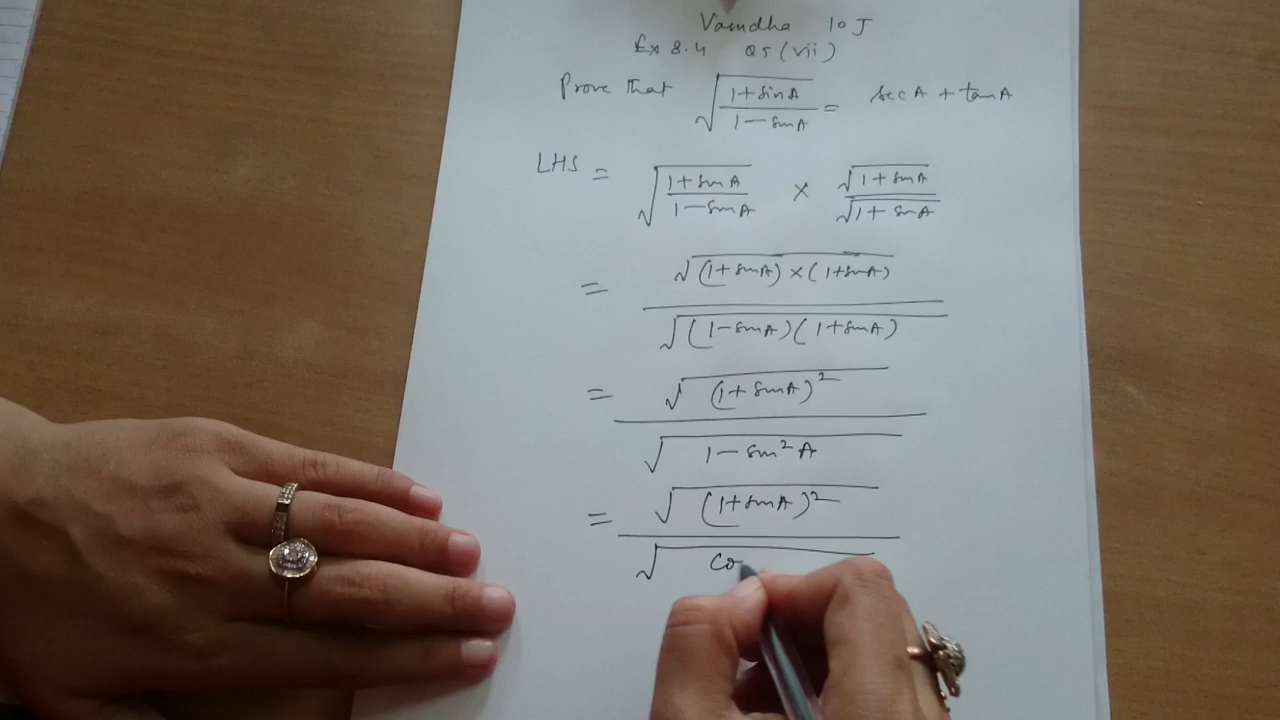 Vasudha 10 J
Ex 8.4 Q5 (vii)
Prove that √((1+sinA)/(1−sinA)) = secA + tanA
LHS = √((1+sinA)/(1−sinA)) × √(1+sinA)/√(1+sinA)
= √((1+sinA)×(1+sinA)) / √((1−sinA)(1+sinA))
= √((1+sinA)²) / √(1−sin²A)
= √((1+sinA)²) / √(co